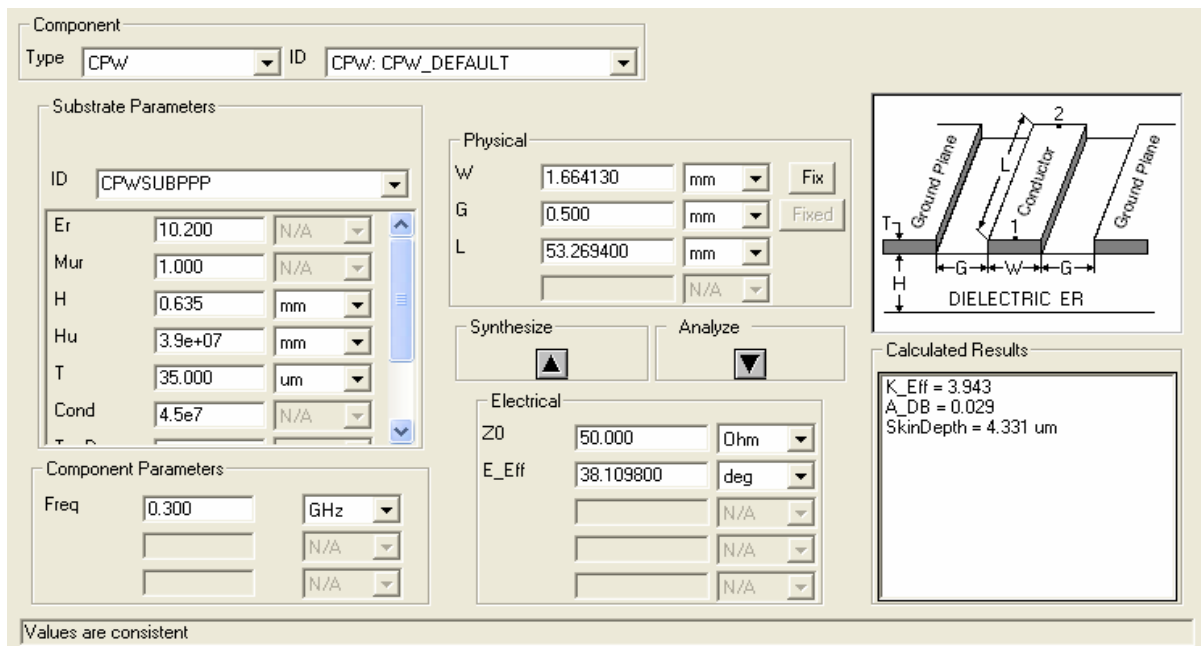 Component
Type CPW ID CPW: CPW_DEFAULT
Substrate Parameters
ID CPWSUBPPP
Er 10.200 N/A
Mur 1.000 N/A
H 0.635 mm
Hu 3.9e+07 mm
T 35.000 um
Cond 4.5e7 N/A
Component Parameters
Freq 0.300 GHz
N/A
N/A
Physical
W 1.664130 mm Fix
G 0.500 mm Fixed
L 53.269400 mm
N/A
Synthesize Analyze
Electrical
Z0 50.000 Ohm
E_Eff 38.109800 deg
N/A
N/A
N/A
2
Ground Plane
L
Conductor
Ground Plane
T
1
G W G
H
DIELECTRIC ER
Calculated Results
K_Eff = 3.943
A_DB = 0.029
SkinDepth = 4.331 um
Values are consistent